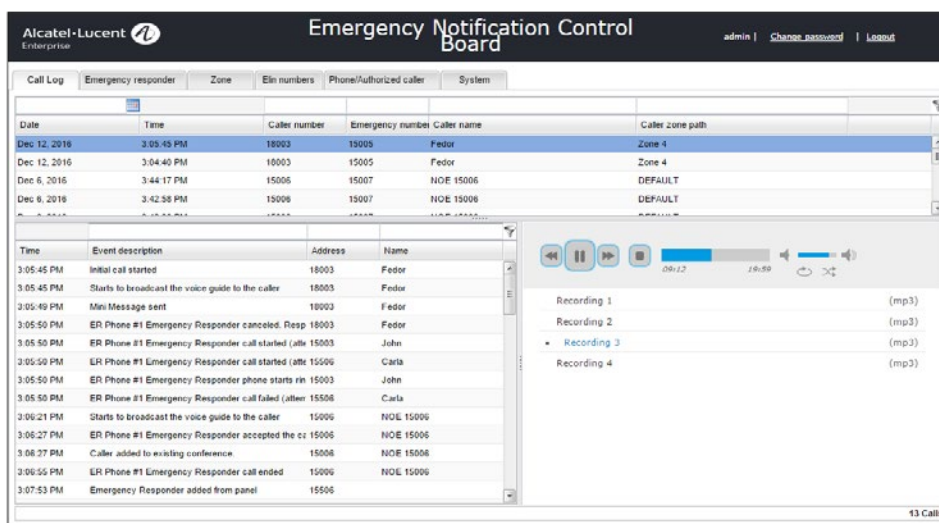 Alcatel·Lucent
Enterprise
Emergency Notification Control
Board
admin | Change password | Logout
Call Log Emergency responder Zone Elin numbers Phone/Authorized caller System
Date Time Caller number Emergency number Caller name Caller zone path
Dec 12, 2016 3:05:45 PM 18003 15005 Fedor Zone 4
Dec 12, 2016 3:04:40 PM 18003 15005 Fedor Zone 4
Dec 6, 2016 3:44:17 PM 15006 15007 NOE 15006 DEFAULT
Dec 6, 2016 3:42:58 PM 15006 15007 NOE 15006 DEFAULT
Time Event description Address Name
3:05:45 PM Initial call started 18003 Fedor
3:05:45 PM Starts to broadcast the voice guide to the caller 18003 Fedor
3:05:49 PM Mini Message sent 18003 Fedor
3:05:50 PM ER Phone #1 Emergency Responder canceled. Resp 18003 Fedor
3:05:50 PM ER Phone #1 Emergency Responder call started (atte 15003 John
3:05:50 PM ER Phone #1 Emergency Responder call started (atte 15506 Carla
3:05:50 PM ER Phone #1 Emergency Responder phone starts rin 15003 John
3:05:50 PM ER Phone #1 Emergency Responder call failed (attem 15506 Carla
3:06:21 PM Starts to broadcast the voice guide to the caller 15006 NOE 15006
3:06:27 PM ER Phone #1 Emergency Responder accepted the ca 15006 NOE 15006
3:06:27 PM Caller added to existing conference. 15006 NOE 15006
3:06:55 PM ER Phone #1 Emergency Responder call ended 15006 NOE 15006
3:07:53 PM Emergency Responder added from panel 15506
09:12 19:59
Recording 1 (mp3)
Recording 2 (mp3)
Recording 3 (mp3)
Recording 4 (mp3)
13 Call